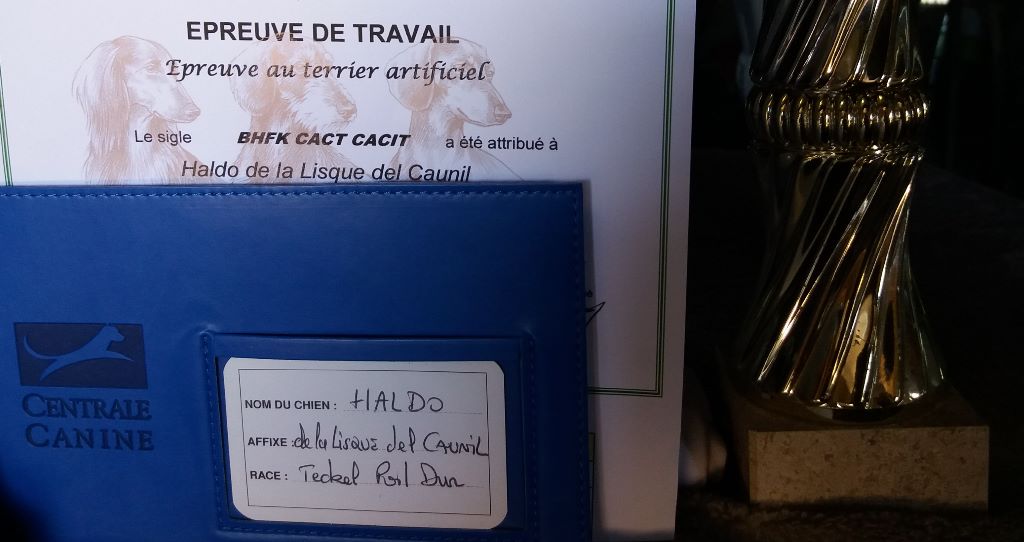 EPREUVE DE TRAVAIL
Epreuve au terrier artificiel
Le sigle BHFK CACT CACIT a été attribué à
Haldo de la Lisque del Caunil
CENTRALE
CANINE
NOM DU CHIEN : HALDO
AFFIXE : de la Lisque del CAUNIL
RACE : Teckel Poil Dur